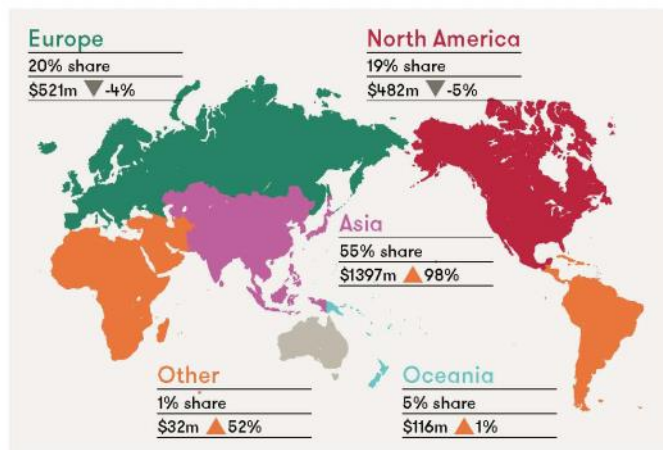 Europe
20% share
$521m ▼ -4%
North America
19% share
$482m ▼ -5%
Asia
55% share
$1397m ▲ 98%
Other
1% share
$32m ▲ 52%
Oceania
5% share
$116m ▲ 1%